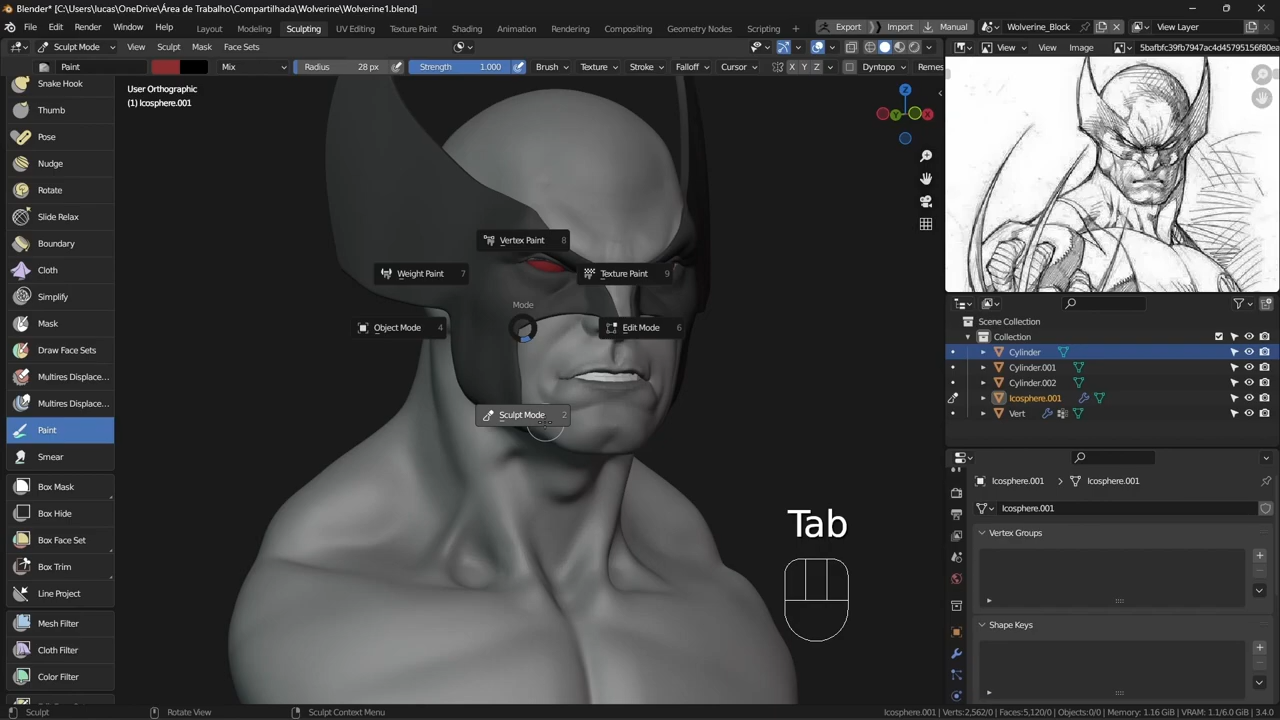 Blender* [C:\Users\lucas\OneDrive\Área de Trabalho\Compartilhada\Wolverine\Wolverine1.blend]
File Edit Render Window Help Layout Modeling Sculpting UV Editing Texture Paint Shading Animation Rendering Compositing Geometry Nodes Scripting + Export Import Manual Wolverine_Block View Layer
Sculpt Mode View Sculpt Mask Face Sets View View Image
Paint Mix Radius 28 px Strength 1.000 Brush Texture Stroke Falloff Cursor X Y Z Dyntopo
User Orthographic
(1) Icosphere.001
Snake Hook
Thumb
Pose
Nudge
Rotate
Slide Relax
Boundary
Cloth
Simplify
Mask
Draw Face Sets
Multires Displace...
Multires Displace...
Paint
Smear
Box Mask
Box Hide
Box Face Set
Box Trim
Line Project
Mesh Filter
Cloth Filter
Color Filter
Z
Y X
Vertex Paint 8
Weight Paint 7
Texture Paint 9
Mode
Object Mode 4
Edit Mode 6
Sculpt Mode 2
Tab
Scene Collection
Collection
Cylinder
Cylinder.001
Cylinder.002
Icosphere.001
Vert
Icosphere.001 > Icosphere.001
Icosphere.001
Vertex Groups
Shape Keys
Sculpt Rotate View Sculpt Context Menu Icosphere.001 | Verts:2,562/0 | Faces:5,120/0 | Objects:0/0 | Memory: 1.16 GiB | VRAM: 1.1/6.0 GiB | 3.4.0